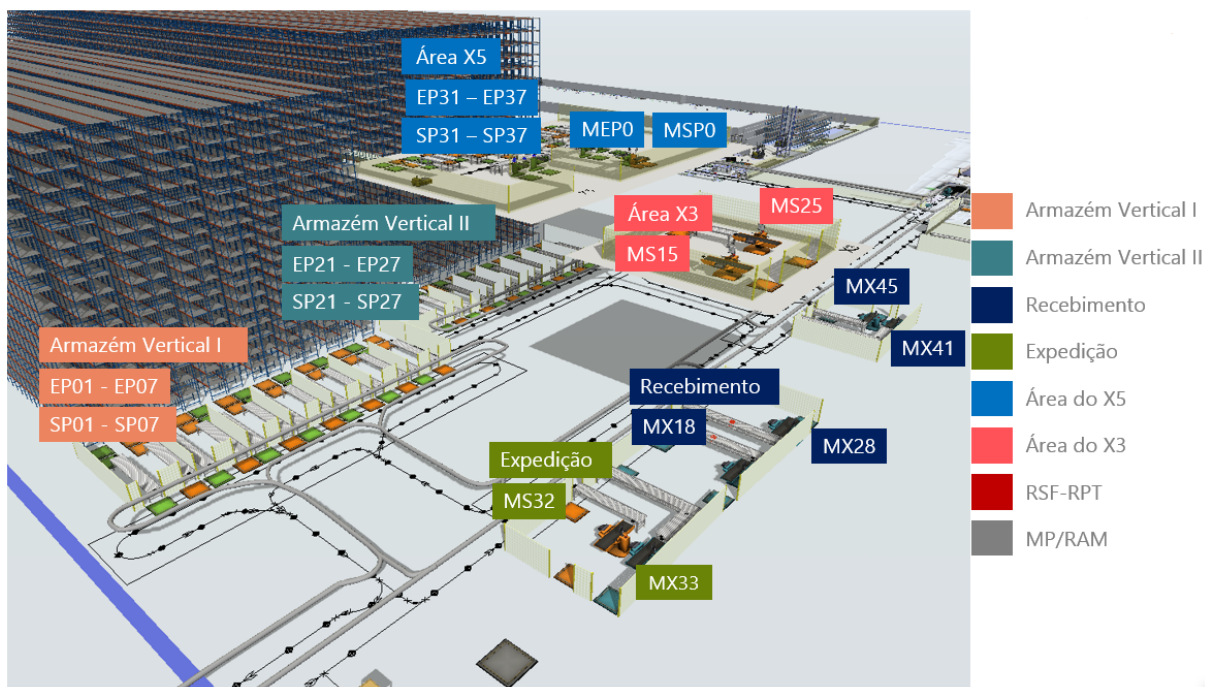 Área X5
EP31 – EP37
SP31 – SP37
MEP0
MSP0
Armazém Vertical II
EP21 - EP27
SP21 - SP27
Área X3
MS25
MS15
Armazém Vertical I
EP01 - EP07
SP01 - SP07
MX45
MX41
Recebimento
MX18
MX28
Expedição
MS32
MX33
Armazém Vertical I
Armazém Vertical II
Recebimento
Expedição
Área do X5
Área do X3
RSF-RPT
MP/RAM